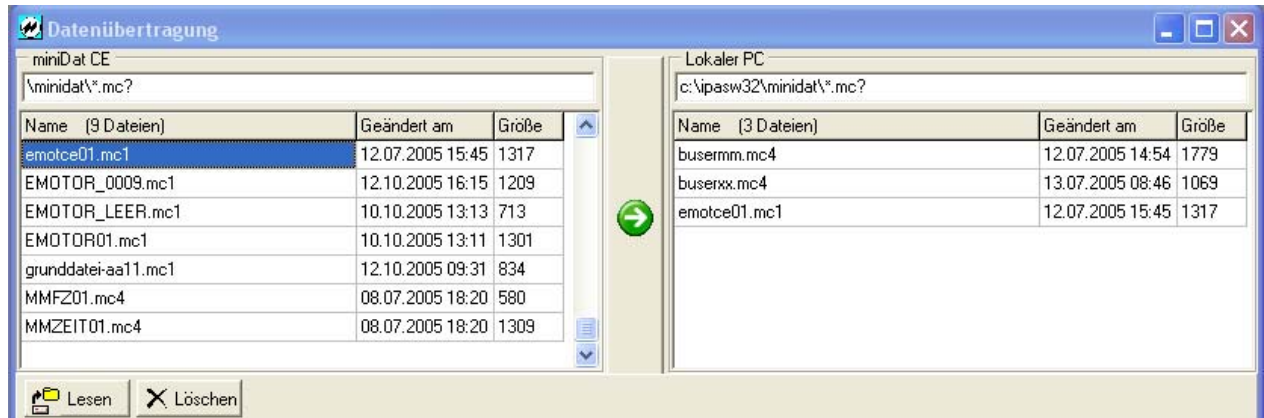 Datenübertragung
miniDat CE
\minidat\*.mc?
Name (9 Dateien) Geändert am Größe
emotce01.mc1 12.07.2005 15:45 1317
EMOTOR_0009.mc1 12.10.2005 16:15 1209
EMOTOR_LEER.mc1 10.10.2005 13:13 713
EMOTOR01.mc1 10.10.2005 13:11 1301
grunddatei-aa11.mc1 12.10.2005 09:31 834
MMFZ01.mc4 08.07.2005 18:20 580
MMZEIT01.mc4 08.07.2005 18:20 1309
Lokaler PC
c:\ipasw32\minidat\*.mc?
Name (3 Dateien) Geändert am Größe
busermm.mc4 12.07.2005 14:54 1779
buserxx.mc4 13.07.2005 08:46 1069
emotce01.mc1 12.07.2005 15:45 1317
Lesen Löschen